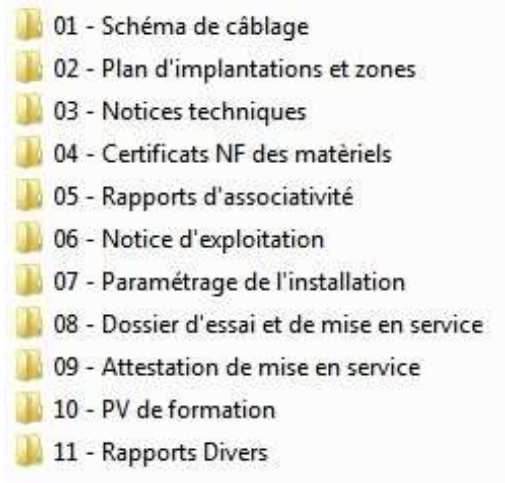 01 - Schéma de câblage
02 - Plan d'implantations et zones
03 - Notices techniques
04 - Certificats NF des matèriels
05 - Rapports d'associativité
06 - Notice d'exploitation
07 - Paramétrage de l'installation
08 - Dossier d'essai et de mise en service
09 - Attestation de mise en service
10 - PV de formation
11 - Rapports Divers